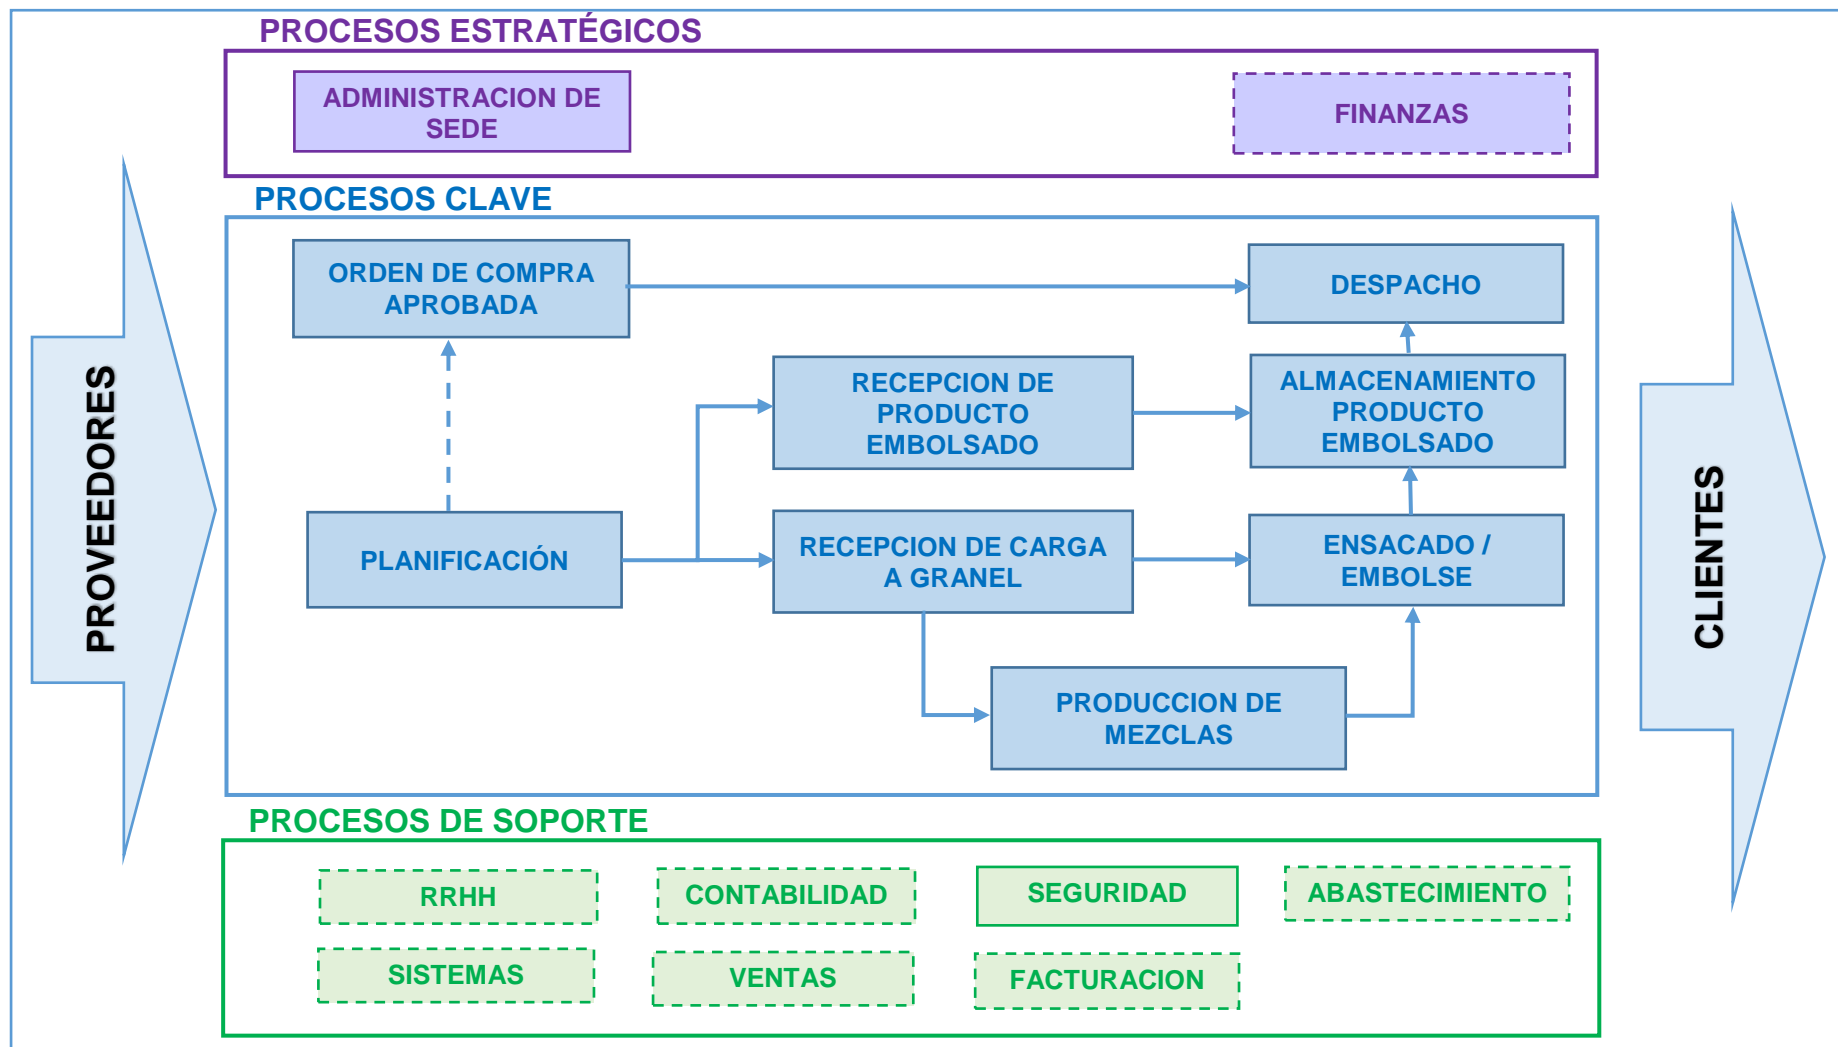 PROCESOS ESTRATÉGICOS
ADMINISTRACION DE
SEDE
FINANZAS
PROVEEDORES
PROCESOS CLAVE
ORDEN DE COMPRA
APROBADA
DESPACHO
RECEPCION DE
PRODUCTO
EMBOLSADO
ALMACENAMIENTO
PRODUCTO
EMBOLSADO
PLANIFICACIÓN
RECEPCION DE CARGA
A GRANEL
ENSACADO /
EMBOLSE
PRODUCCION DE
MEZCLAS
CLIENTES
PROCESOS DE SOPORTE
RRHH
CONTABILIDAD
SEGURIDAD
ABASTECIMIENTO
SISTEMAS
VENTAS
FACTURACION